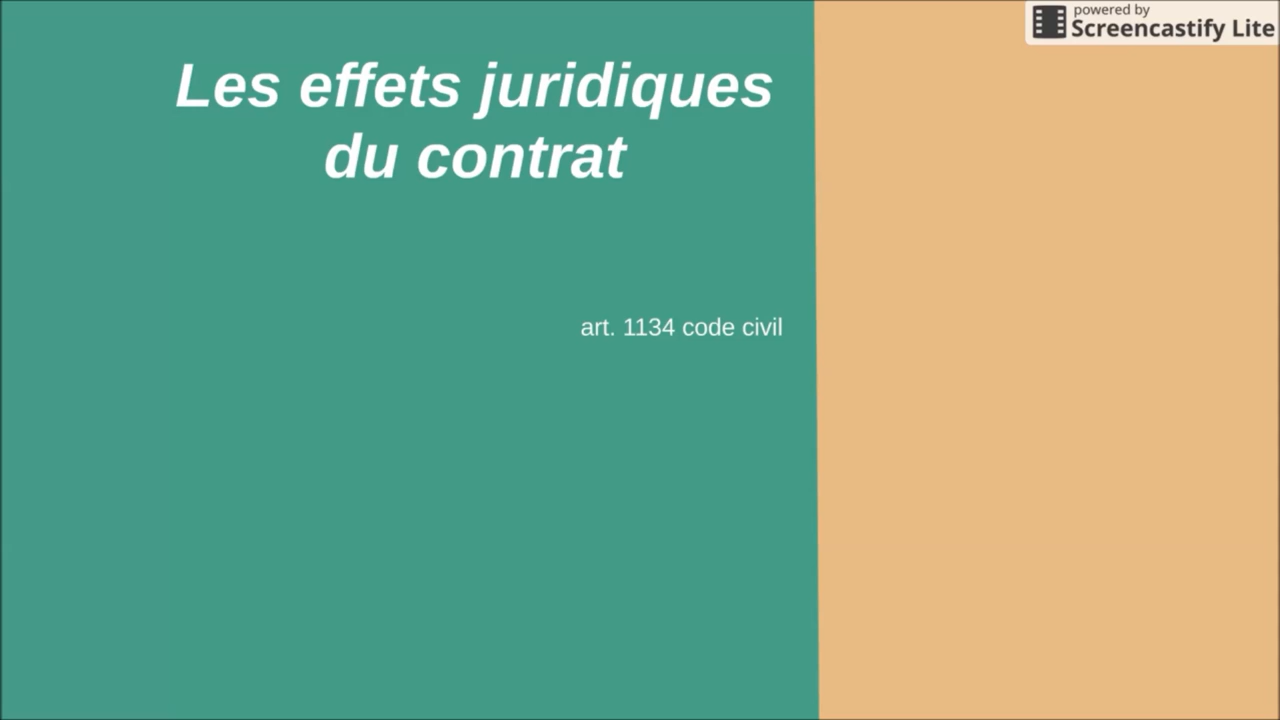 powered by
Screencastify Lite
Les effets juridiques
du contrat
art. 1134 code civil